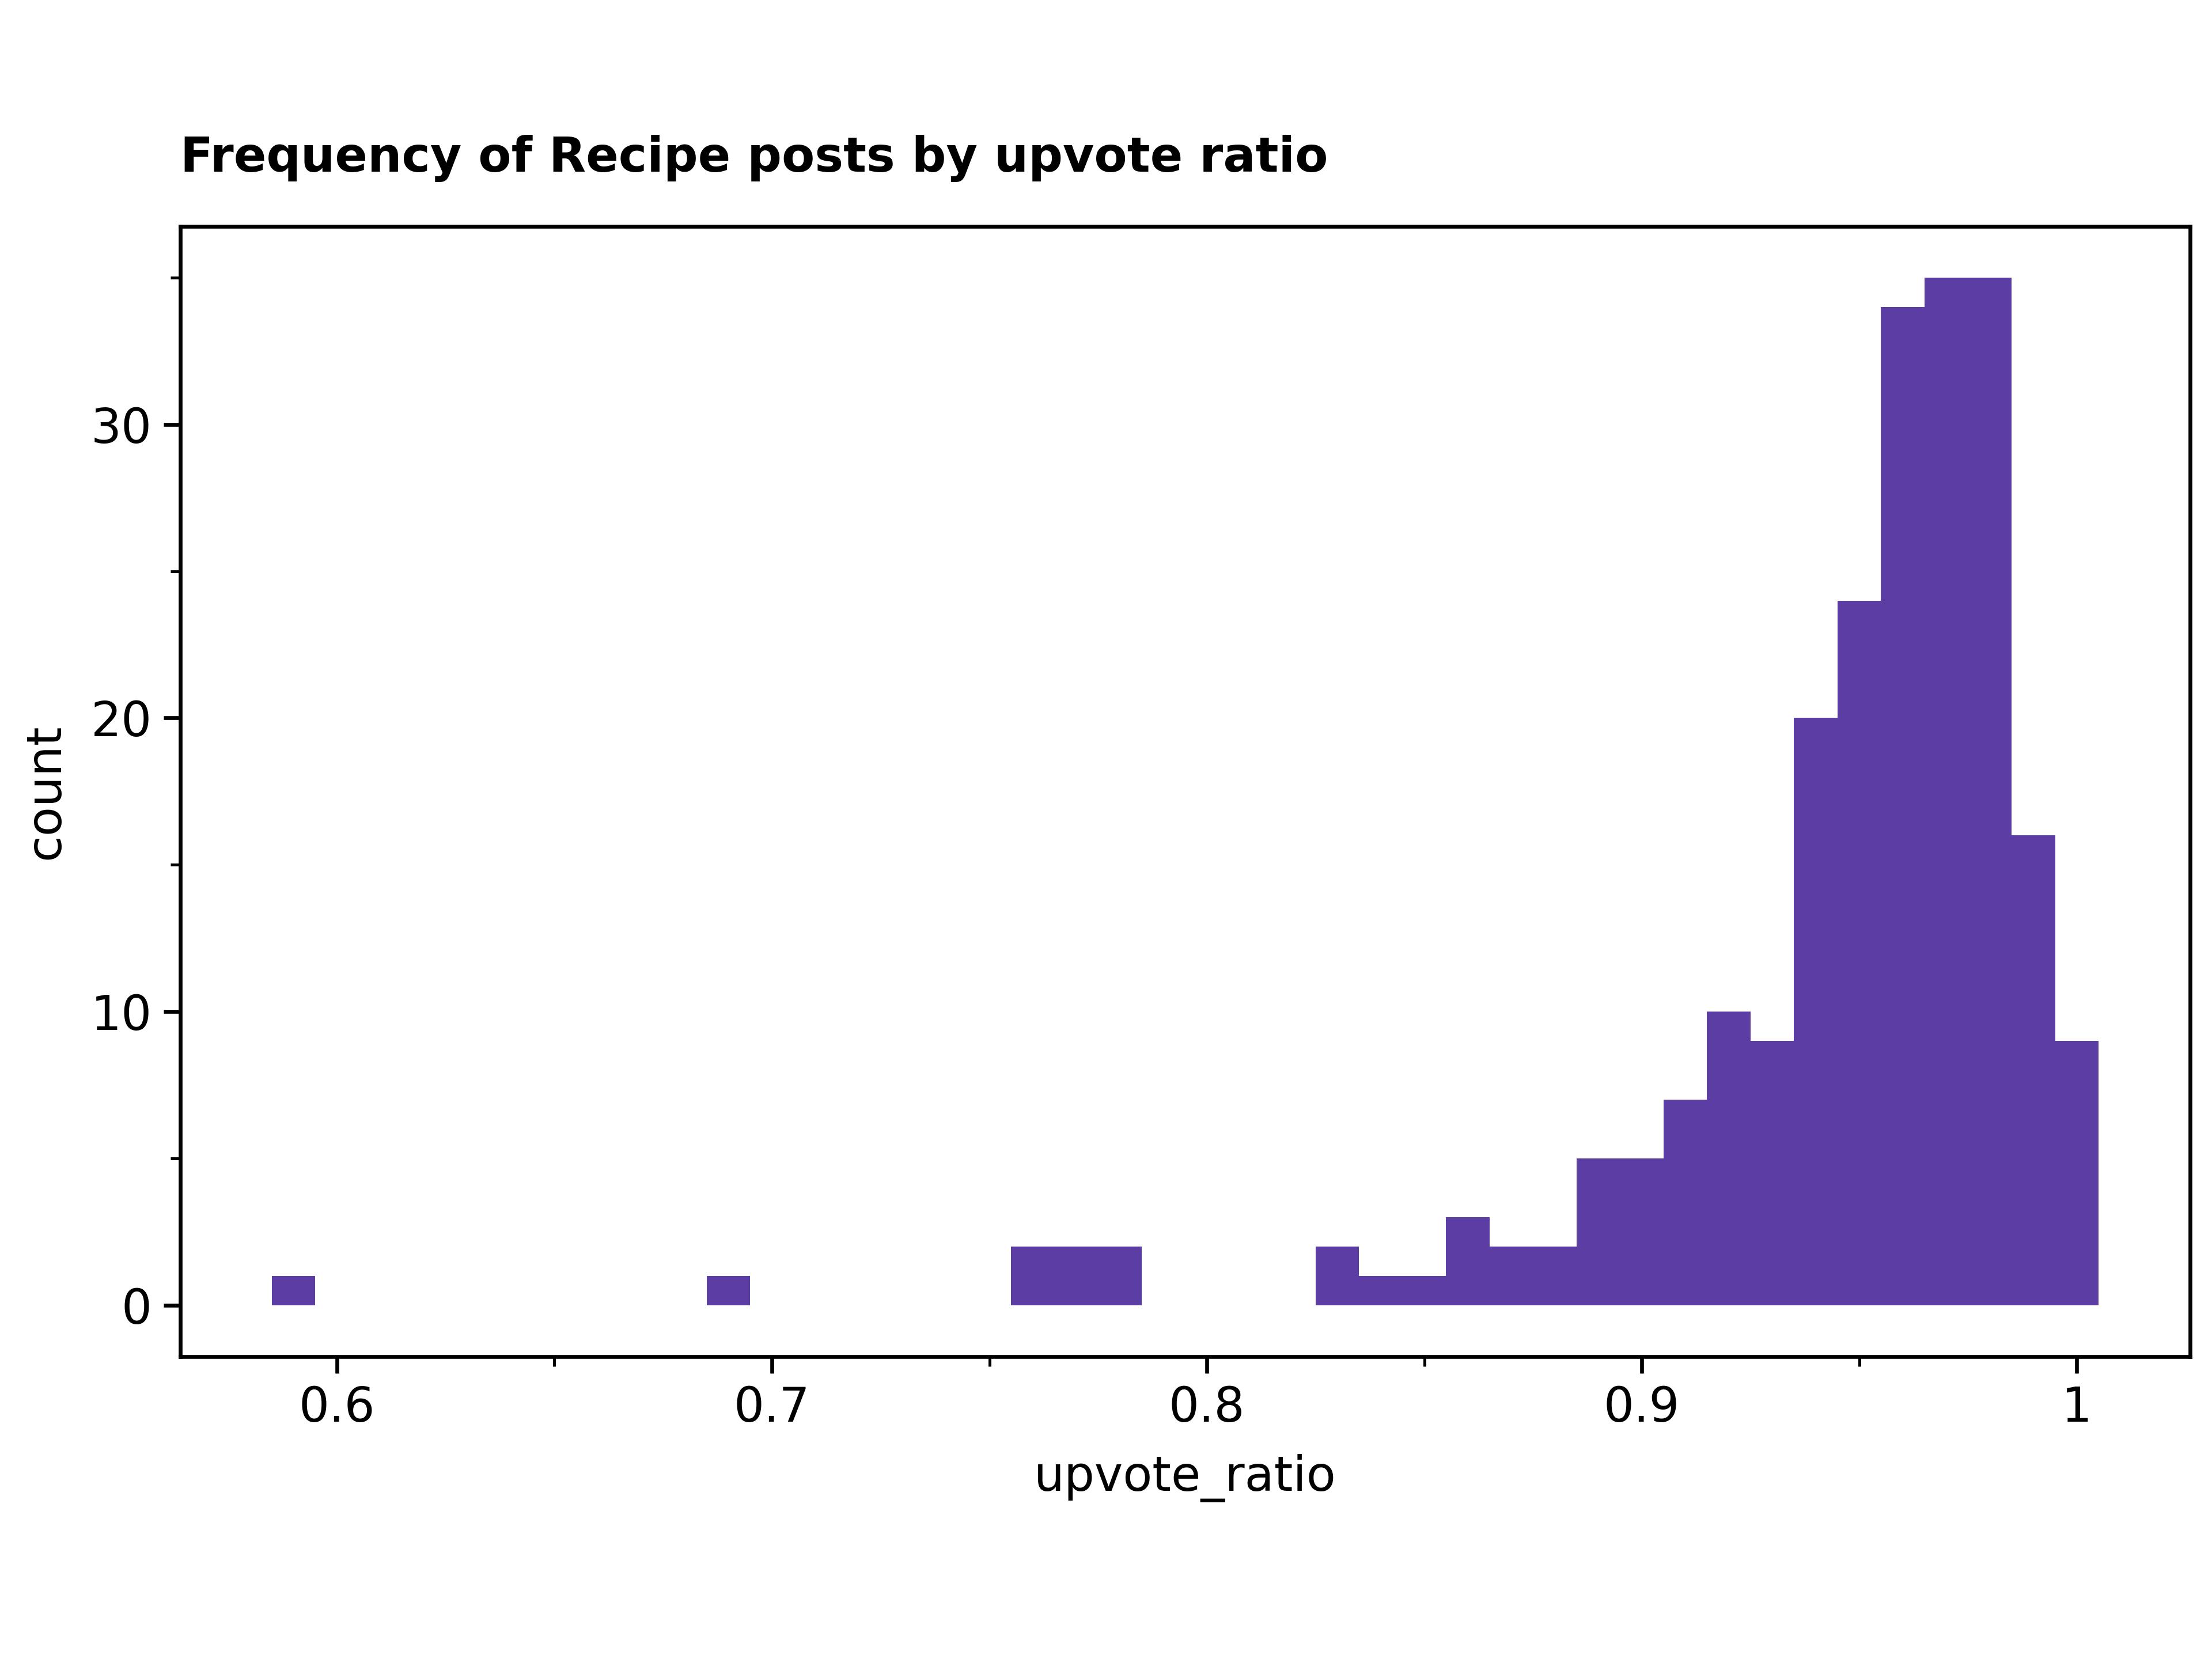 Frequency of Recipe posts by upvote ratio
30
20
10
0
count
0.6 0.7 0.8 0.9 1
upvote_ratio